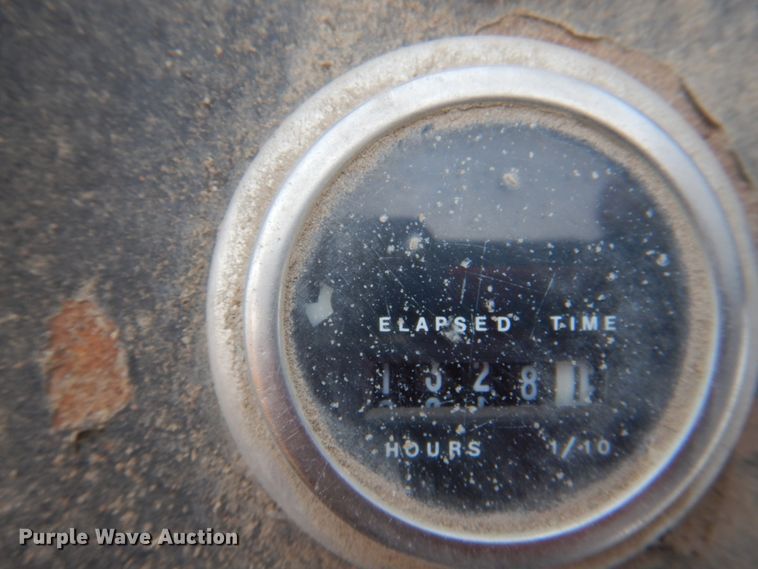 ELAPSED TIME
1328
HOURS 1/10
Purple Wave Auction